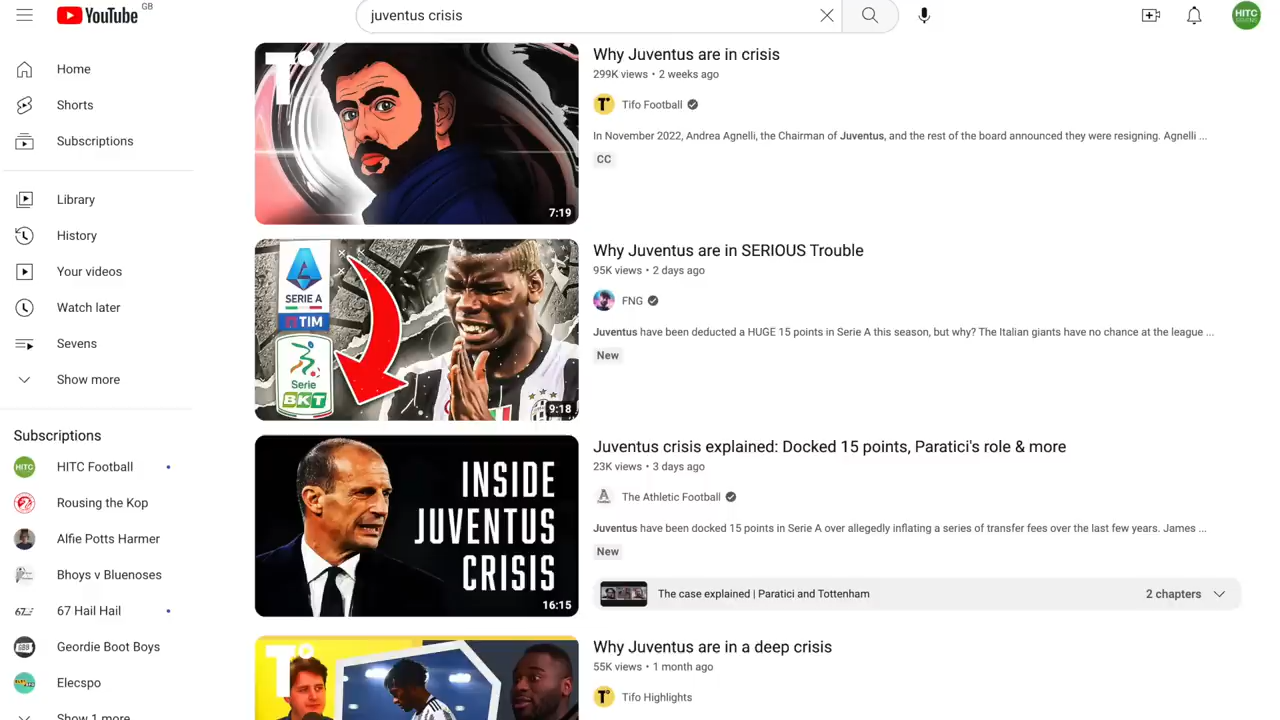 YouTube GB
juventus crisis
HITC SEVENS
Home
Shorts
Subscriptions
Library
History
Your videos
Watch later
Sevens
Show more
Subscriptions
HITC HITC Football
Rousing the Kop
Alfie Potts Harmer
Bhoys v Bluenoses
67 67 Hail Hail
GBB Geordie Boot Boys
Elecspo
Show 1 more
T
7:19
Why Juventus are in crisis
299K views • 2 weeks ago
T Tifo Football
In November 2022, Andrea Agnelli, the Chairman of Juventus, and the rest of the board announced they were resigning. Agnelli ...
CC
SERIE A
TIM
Serie
BKT
9:18
Why Juventus are in SERIOUS Trouble
95K views • 2 days ago
FNG
Juventus have been deducted a HUGE 15 points in Serie A this season, but why? The Italian giants have no chance at the league ...
New
INSIDE
JUVENTUS
CRISIS
16:15
Juventus crisis explained: Docked 15 points, Paratici's role & more
23K views • 3 days ago
A The Athletic Football
Juventus have been docked 15 points in Serie A over allegedly inflating a series of transfer fees over the last few years. James ...
New
The case explained | Paratici and Tottenham 2 chapters
T
Why Juventus are in a deep crisis
55K views • 1 month ago
T Tifo Highlights